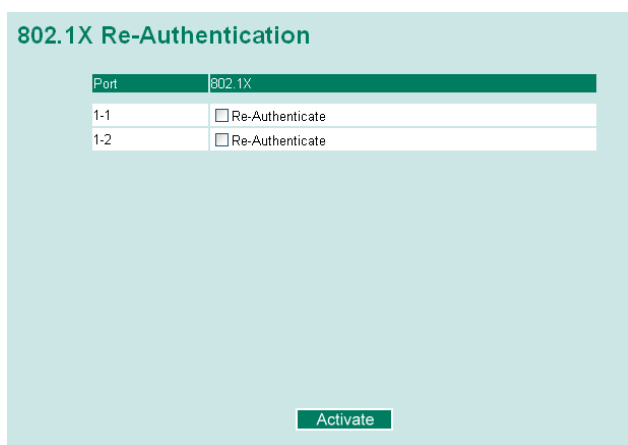 802.1X Re-Authentication
Port 802.1X
1-1 Re-Authenticate
1-2 Re-Authenticate
Activate